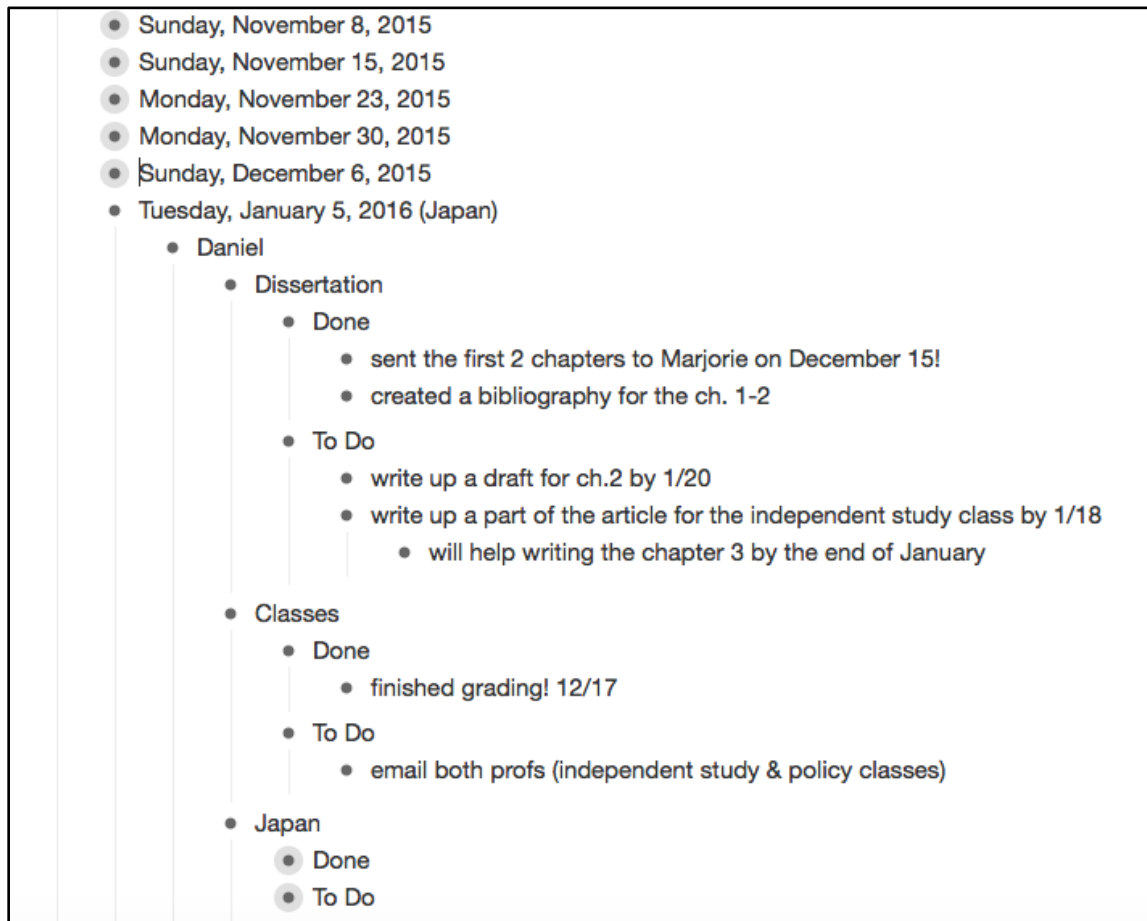 Sunday, November 8, 2015
Sunday, November 15, 2015
Monday, November 23, 2015
Monday, November 30, 2015
Sunday, December 6, 2015
Tuesday, January 5, 2016 (Japan)
Daniel
Dissertation
Done
sent the first 2 chapters to Marjorie on December 15!
created a bibliography for the ch. 1-2
To Do
write up a draft for ch.2 by 1/20
write up a part of the article for the independent study class by 1/18
will help writing the chapter 3 by the end of January
Classes
Done
finished grading! 12/17
To Do
email both profs (independent study & policy classes)
Japan
Done
To Do